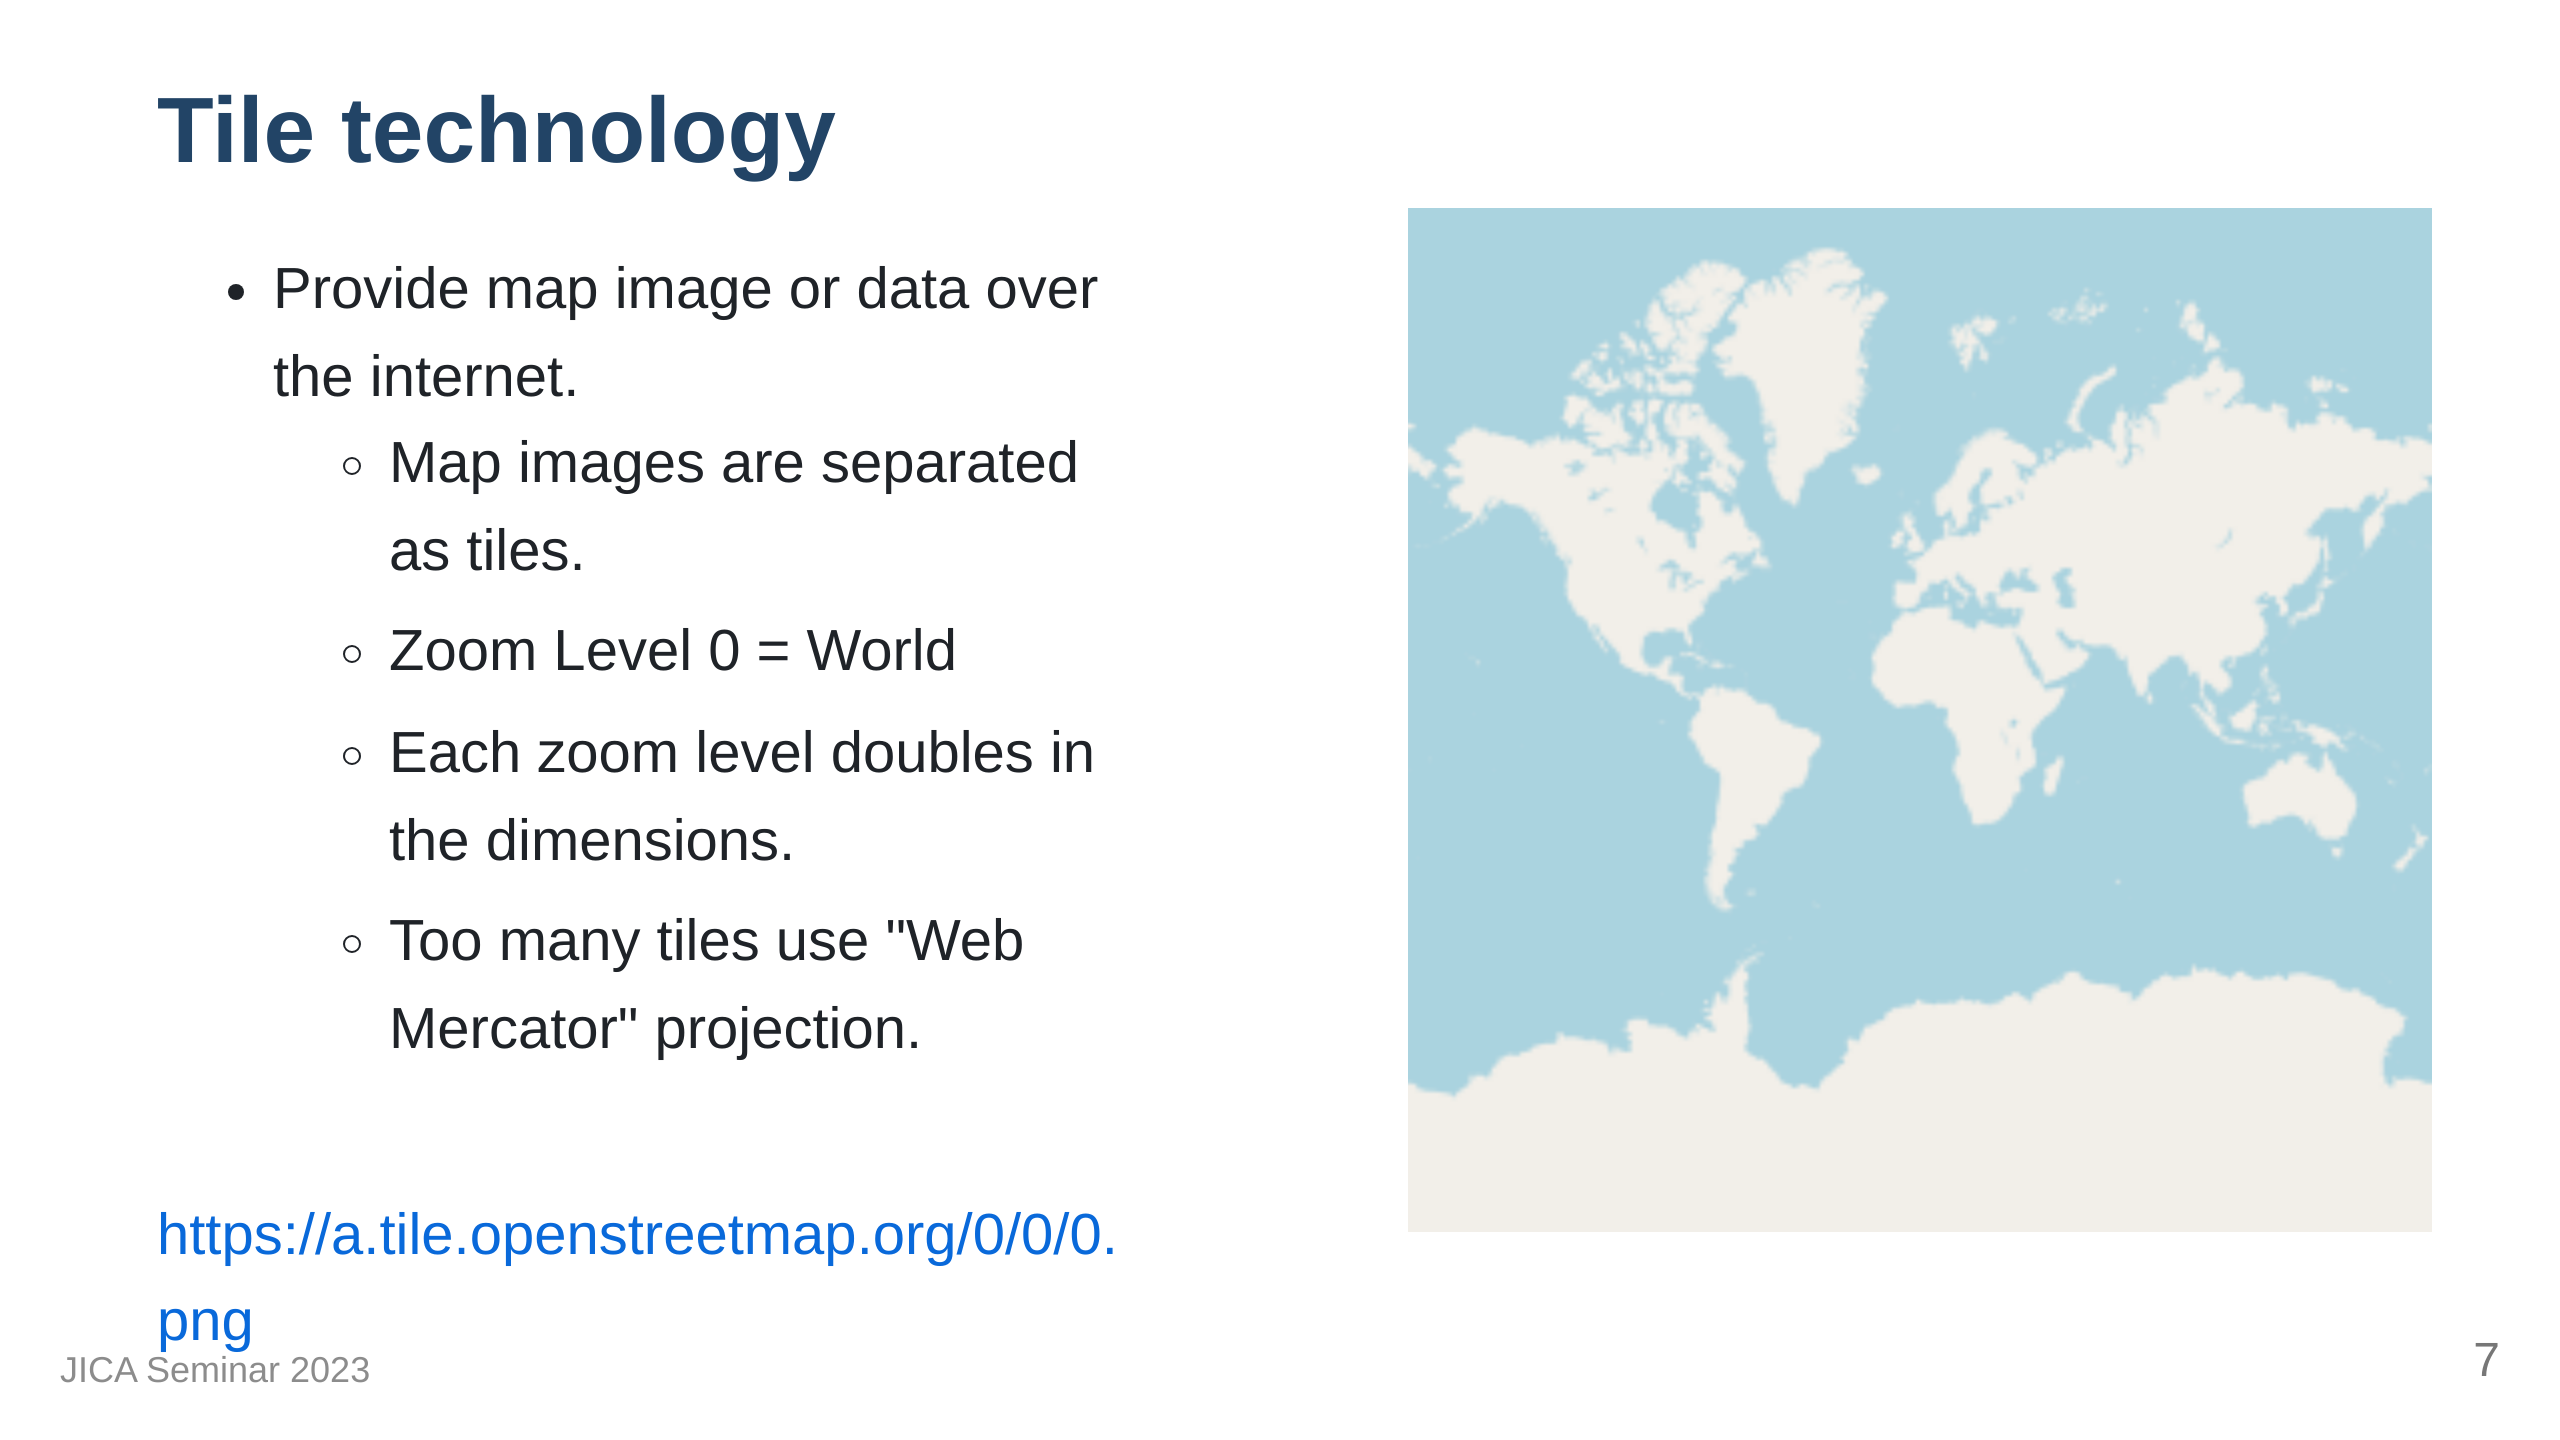 Tile technology
• Provide map image or data over
the internet.
○ Map images are separated
as tiles.
○ Zoom Level 0 = World
○ Each zoom level doubles in
the dimensions.
○ Too many tiles use "Web
Mercator" projection.
https://a.tile.openstreetmap.org/0/0/0.
png
JICA Seminar 2023
7